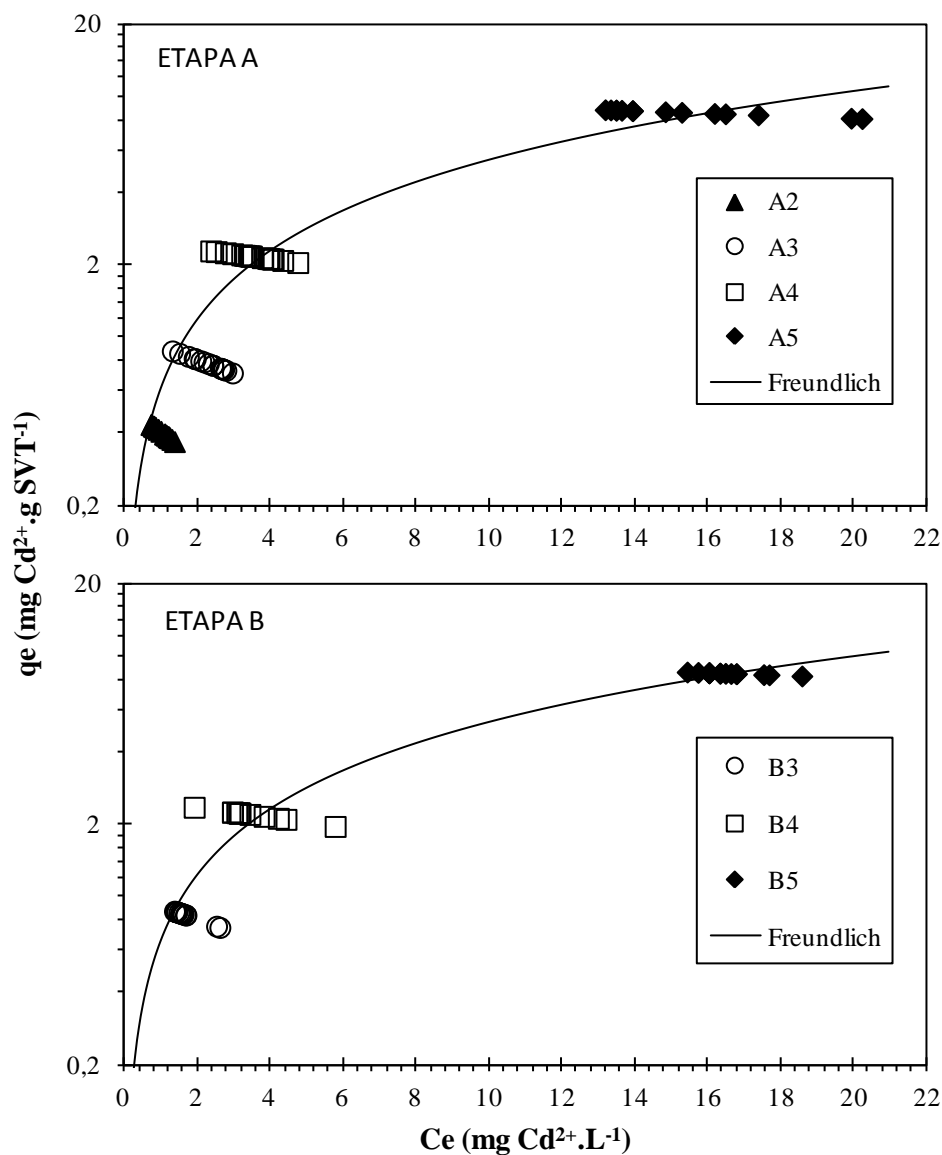 20
ETAPA A
A2
A3
A4
A5
Freundlich
2
0,2
0 2 4 6 8 10 12 14 16 18 20 22
qe (mg Cd²⁺.g SVT⁻¹)
20
ETAPA B
B3
B4
B5
Freundlich
2
0,2
0 2 4 6 8 10 12 14 16 18 20 22
Ce (mg Cd²⁺.L⁻¹)